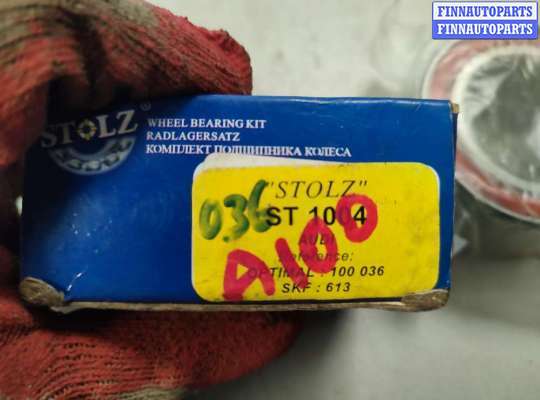 FINNAUTOPARTS
FINNAUTOPARTS
STOLZ®
WHEEL BEARING KIT
RADLAGERSATZ
КОМПЛЕКТ ПОДШИПНИКА КОЛЕСА
"STOLZ"
036
ST 1004
A100
AUDI
Reference:
OPTIMAL : 100 036
SKF : 613